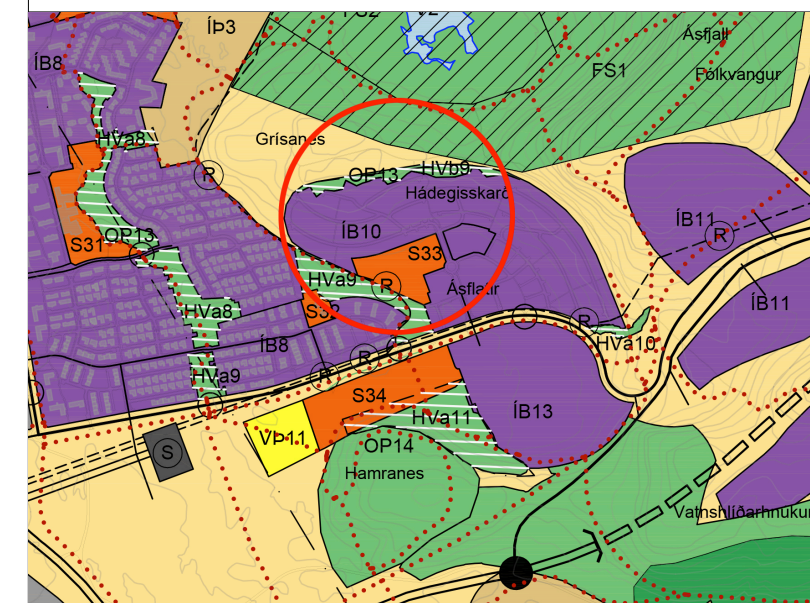 ÍÞ3
ÍB8
Ásfjall
FS1
Fólkvangur
HVa8
Grísanes
R
OP13
HVb9
Hádegisskarð
ÍB10
ÍB11
R
S31
OP13
S33
HVa9
R
Ásflatir
ÍB11
HVa8
S32
ÍB8
R
HVa10
R
R
HVa9
S34
HVa11
ÍB13
VÞ11
OP14
S
Hamranes
Vatnshlíðarhnúkur